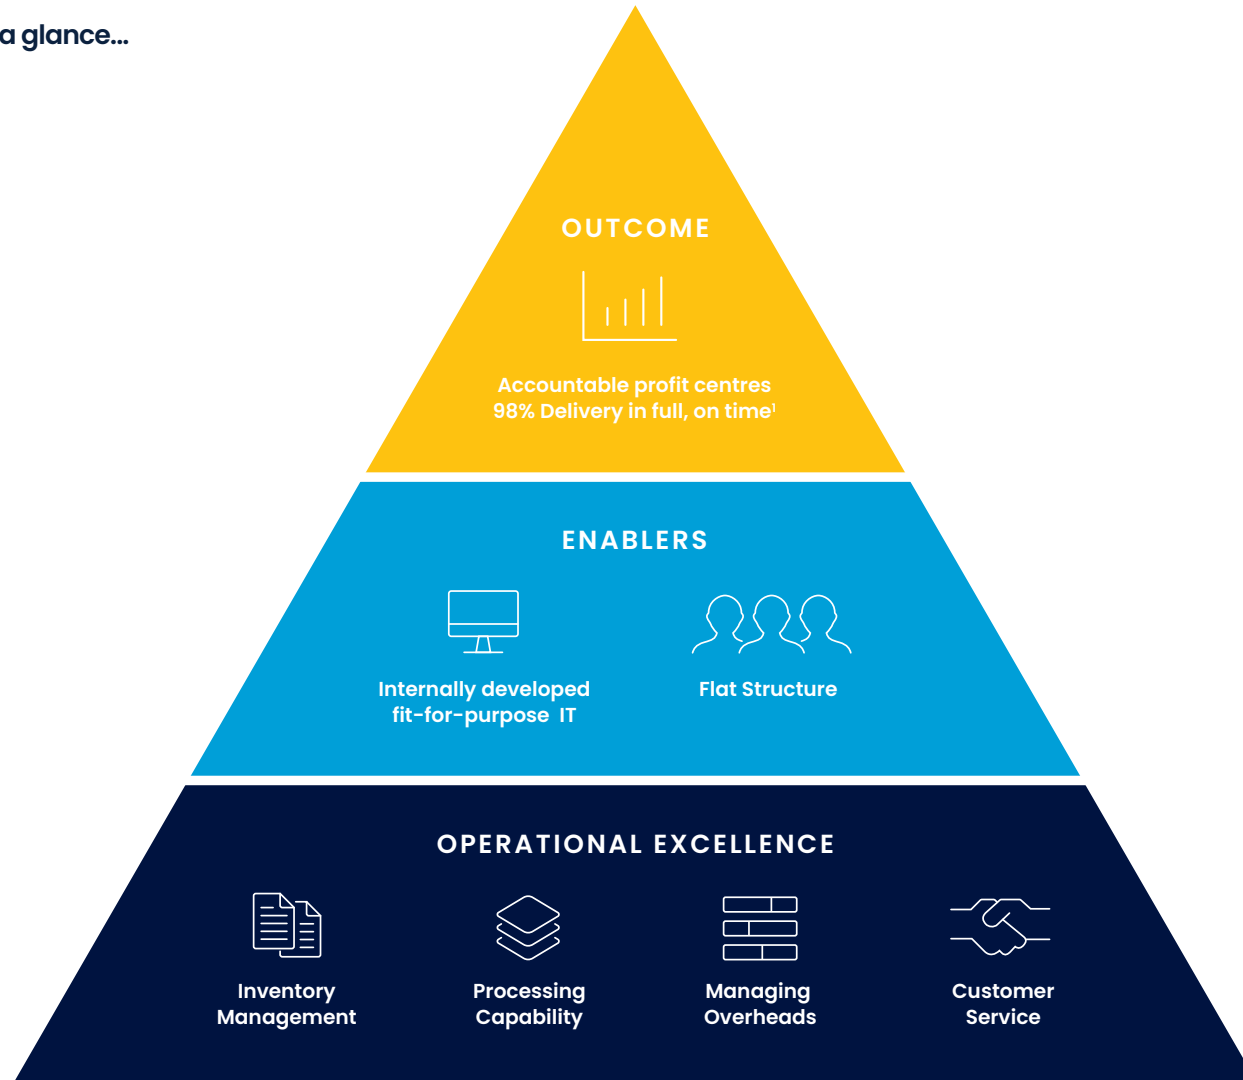 a glance...
OUTCOME
Accountable profit centres
98% Delivery in full, on time¹
ENABLERS
Internally developed
fit-for-purpose IT
Flat Structure
OPERATIONAL EXCELLENCE
Inventory
Management
Processing
Capability
Managing
Overheads
Customer
Service